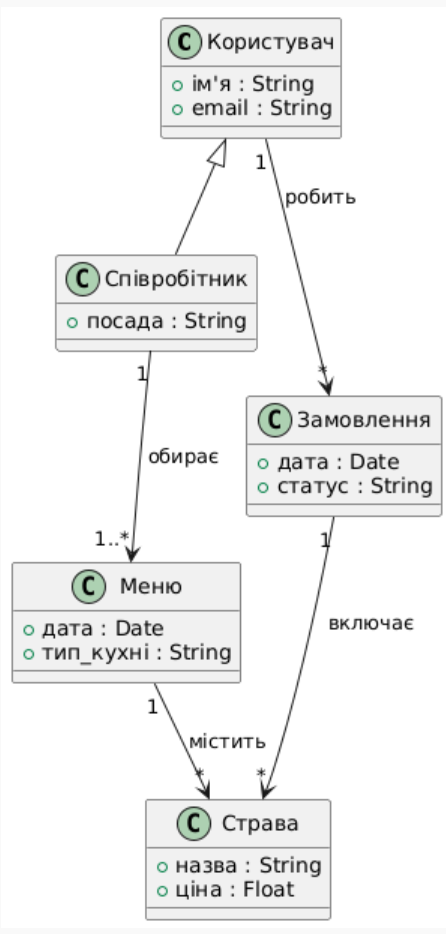 C Користувач
ім'я : String
email : String
1
робить
C Співробітник
посада : String
1
*
C Замовлення
дата : Date
статус : String
обирає
1..*
1
C Меню
дата : Date
тип_кухні : String
включає
1
містить
*
*
C Страва
назва : String
ціна : Float